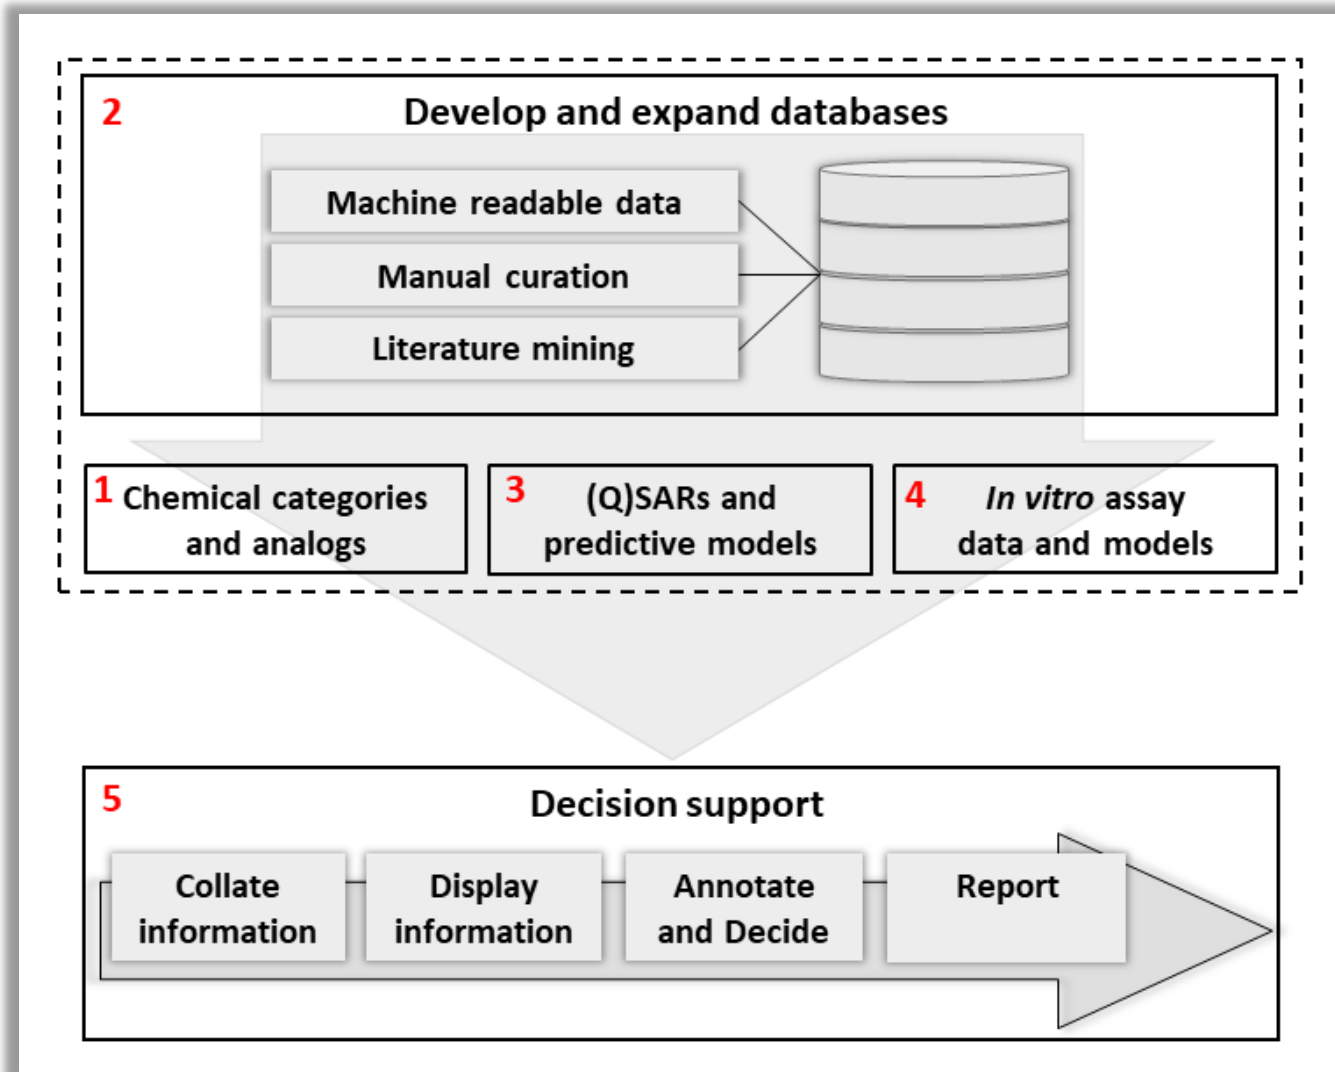 2
Develop and expand databases
Machine readable data
Manual curation
Literature mining
1
Chemical categories
and analogs
3
(Q)SARs and
predictive models
4
In vitro assay
data and models
5
Decision support
Collate
information
Display
information
Annotate
and Decide
Report